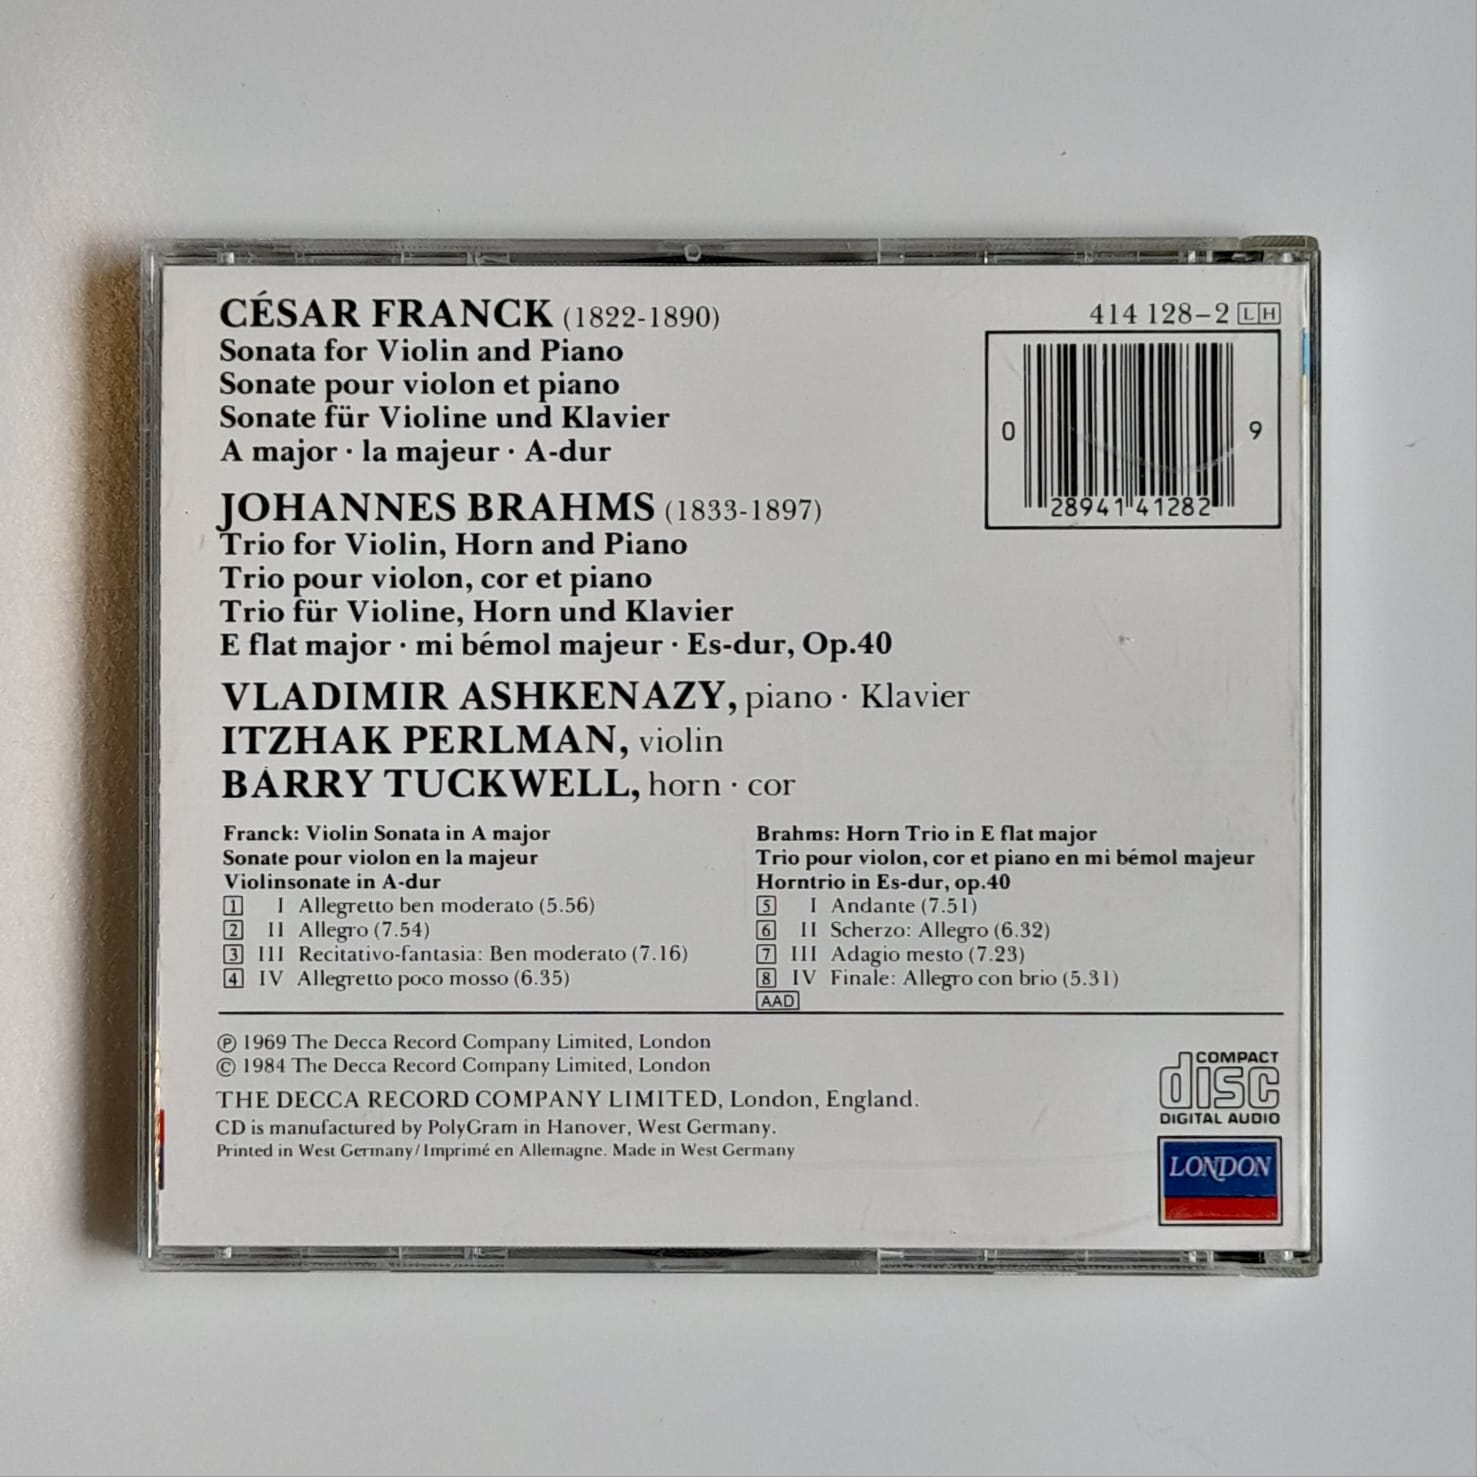 CÉSAR FRANCK (1822-1890)
Sonata for Violin and Piano
Sonate pour violon et piano
Sonate für Violine und Klavier
A major · la majeur · A-dur
414 128-2 LH
0 28941 41282 9
JOHANNES BRAHMS (1833-1897)
Trio for Violin, Horn and Piano
Trio pour violon, cor et piano
Trio für Violine, Horn und Klavier
E flat major · mi bémol majeur · Es-dur, Op.40
VLADIMIR ASHKENAZY, piano · Klavier
ITZHAK PERLMAN, violin
BARRY TUCKWELL, horn · cor
Franck: Violin Sonata in A major
Sonate pour violon en la majeur
Violinsonate in A-dur
1 I Allegretto ben moderato (5.56)
2 II Allegro (7.54)
3 III Recitativo-fantasia: Ben moderato (7.16)
4 IV Allegretto poco mosso (6.35)
Brahms: Horn Trio in E flat major
Trio pour violon, cor et piano en mi bémol majeur
Horntrio in Es-dur, op.40
5 I Andante (7.51)
6 II Scherzo: Allegro (6.32)
7 III Adagio mesto (7.23)
8 IV Finale: Allegro con brio (5.31)
AAD
℗ 1969 The Decca Record Company Limited, London
© 1984 The Decca Record Company Limited, London
THE DECCA RECORD COMPANY LIMITED, London, England.
CD is manufactured by PolyGram in Hanover, West Germany.
Printed in West Germany/Imprimé en Allemagne. Made in West Germany
COMPACT
disc
DIGITAL AUDIO
LONDON